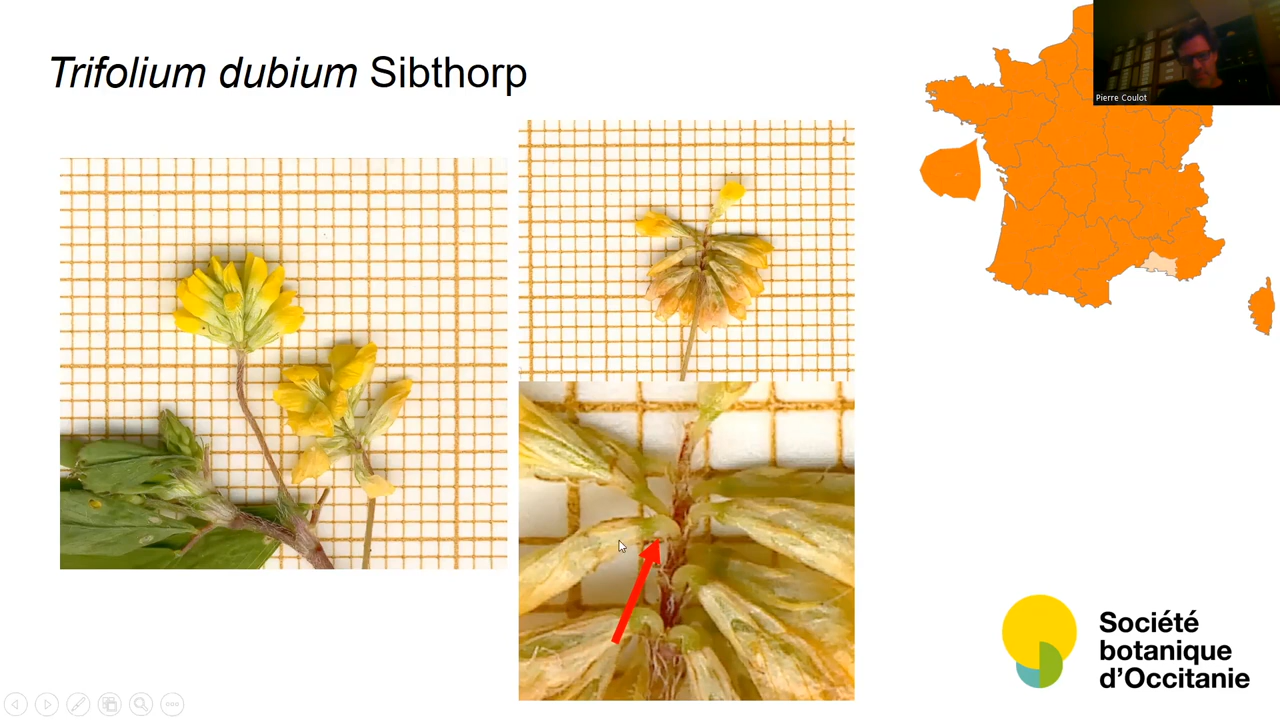 Trifolium dubium Sibthorp
Pierre Coulot
Société
botanique
d'Occitanie